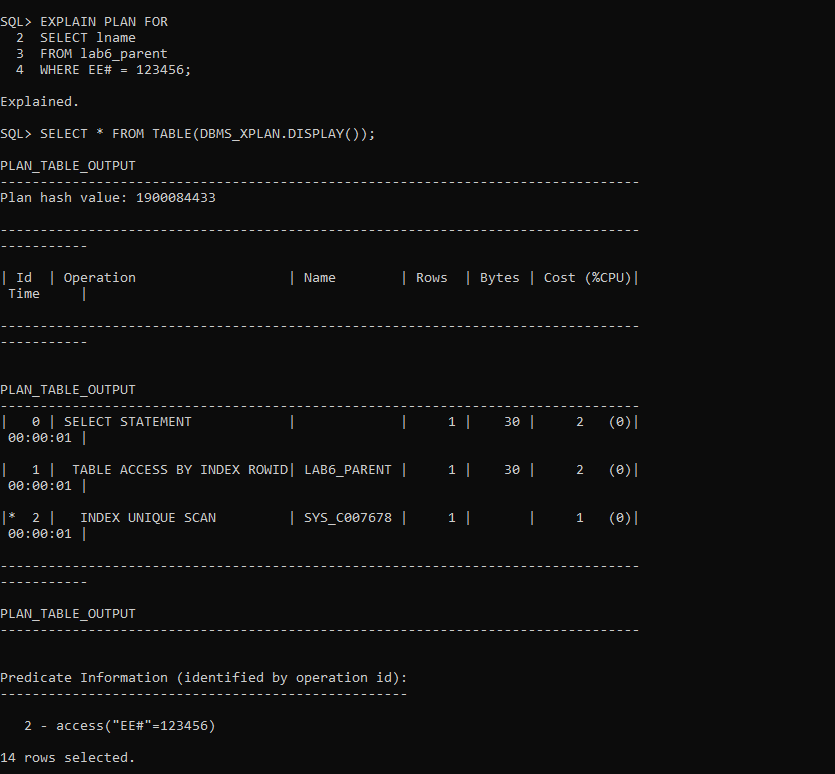 SQL> EXPLAIN PLAN FOR
  2  SELECT lname
  3  FROM lab6_parent
  4  WHERE EE# = 123456;
Explained.
SQL> SELECT * FROM TABLE(DBMS_XPLAN.DISPLAY());
PLAN_TABLE_OUTPUT
--------------------------------------------------------------------------------
Plan hash value: 1900084433
--------------------------------------------------------------------------------
-----------
| Id  | Operation                   | Name         | Rows  | Bytes | Cost (%CPU)|
 Time     |
--------------------------------------------------------------------------------
-----------
PLAN_TABLE_OUTPUT
--------------------------------------------------------------------------------
|   0 | SELECT STATEMENT            |             |     1 |    30 |     2   (0)|
 00:00:01 |
|   1 |  TABLE ACCESS BY INDEX ROWID| LAB6_PARENT |     1 |    30 |     2   (0)|
 00:00:01 |
|*  2 |   INDEX UNIQUE SCAN         | SYS_C007678 |     1 |       |     1   (0)|
 00:00:01 |
--------------------------------------------------------------------------------
-----------
PLAN_TABLE_OUTPUT
--------------------------------------------------------------------------------
Predicate Information (identified by operation id):
---------------------------------------------------
   2 - access("EE#"=123456)
14 rows selected.